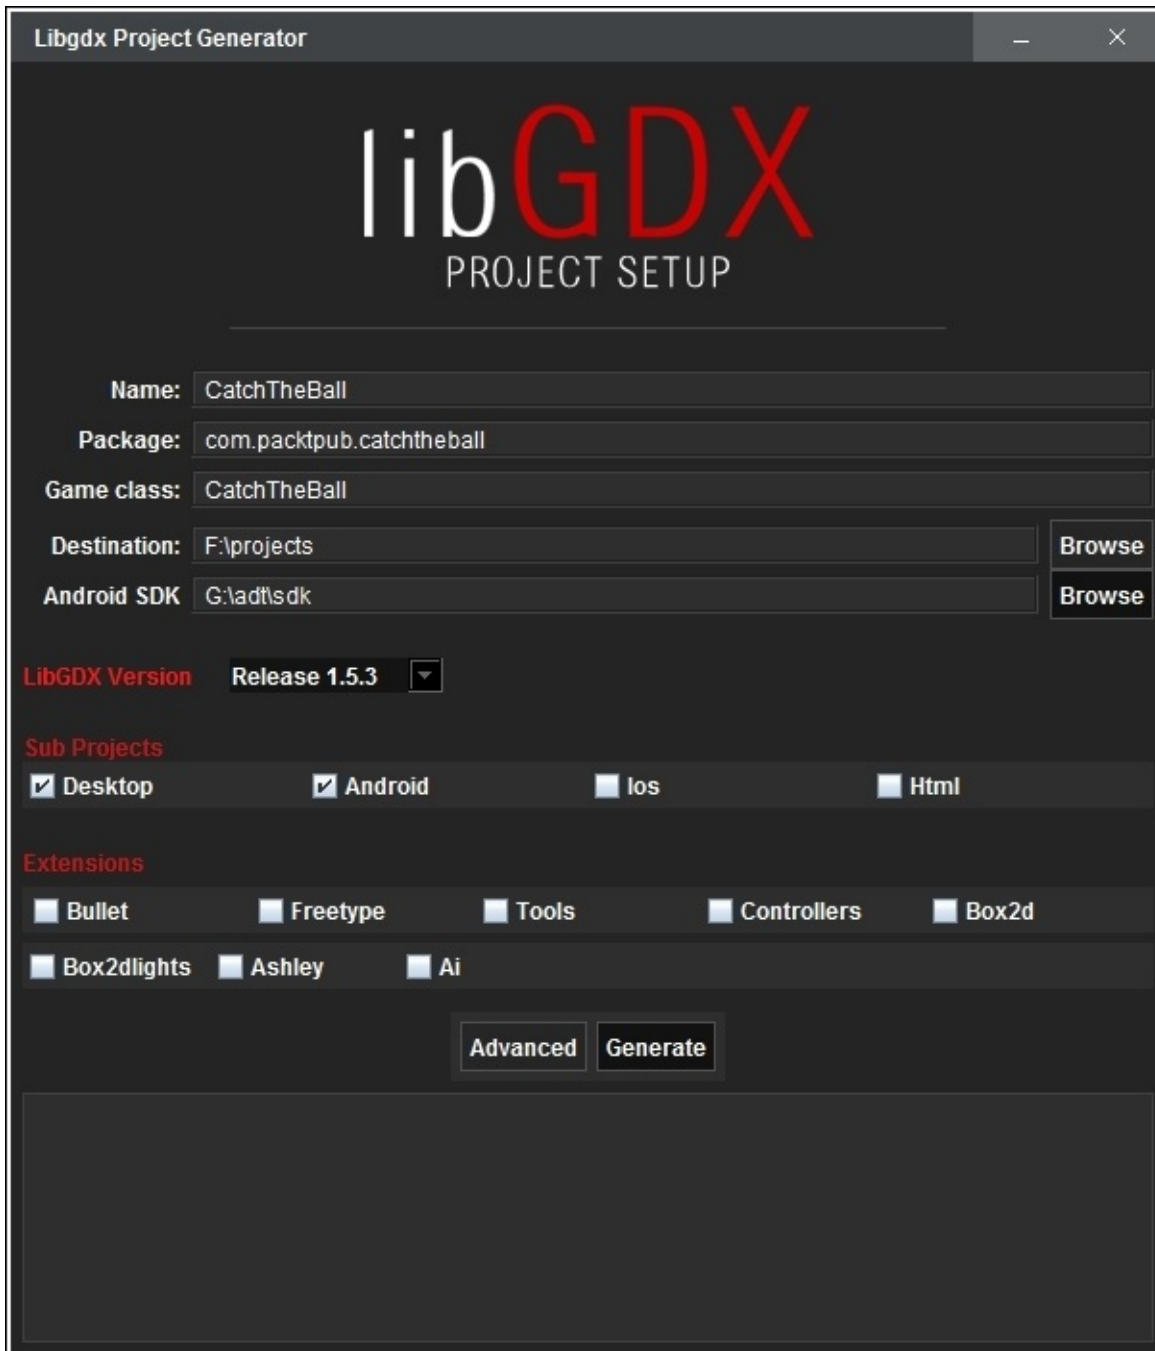 Libgdx Project Generator
libGDX
PROJECT SETUP
Name: CatchTheBall
Package: com.packtpub.catchtheball
Game class: CatchTheBall
Destination: F:\projects Browse
Android SDK G:\adt\sdk Browse
LibGDX Version Release 1.5.3
Sub Projects
Desktop Android Ios Html
Extensions
Bullet Freetype Tools Controllers Box2d
Box2dlights Ashley Ai
Advanced Generate